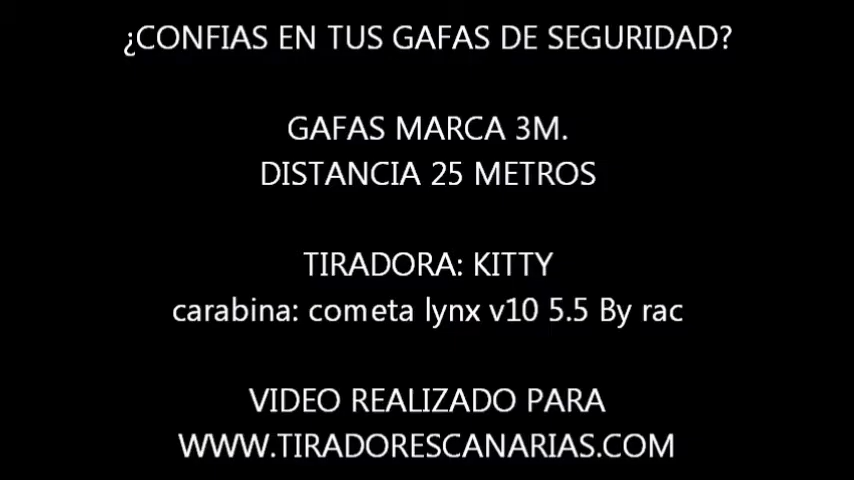 ¿CONFIAS EN TUS GAFAS DE SEGURIDAD?
GAFAS MARCA 3M.
DISTANCIA 25 METROS
TIRADORA: KITTY
carabina: cometa lynx v10 5.5 By rac
VIDEO REALIZADO PARA
WWW.TIRADORESCANARIAS.COM